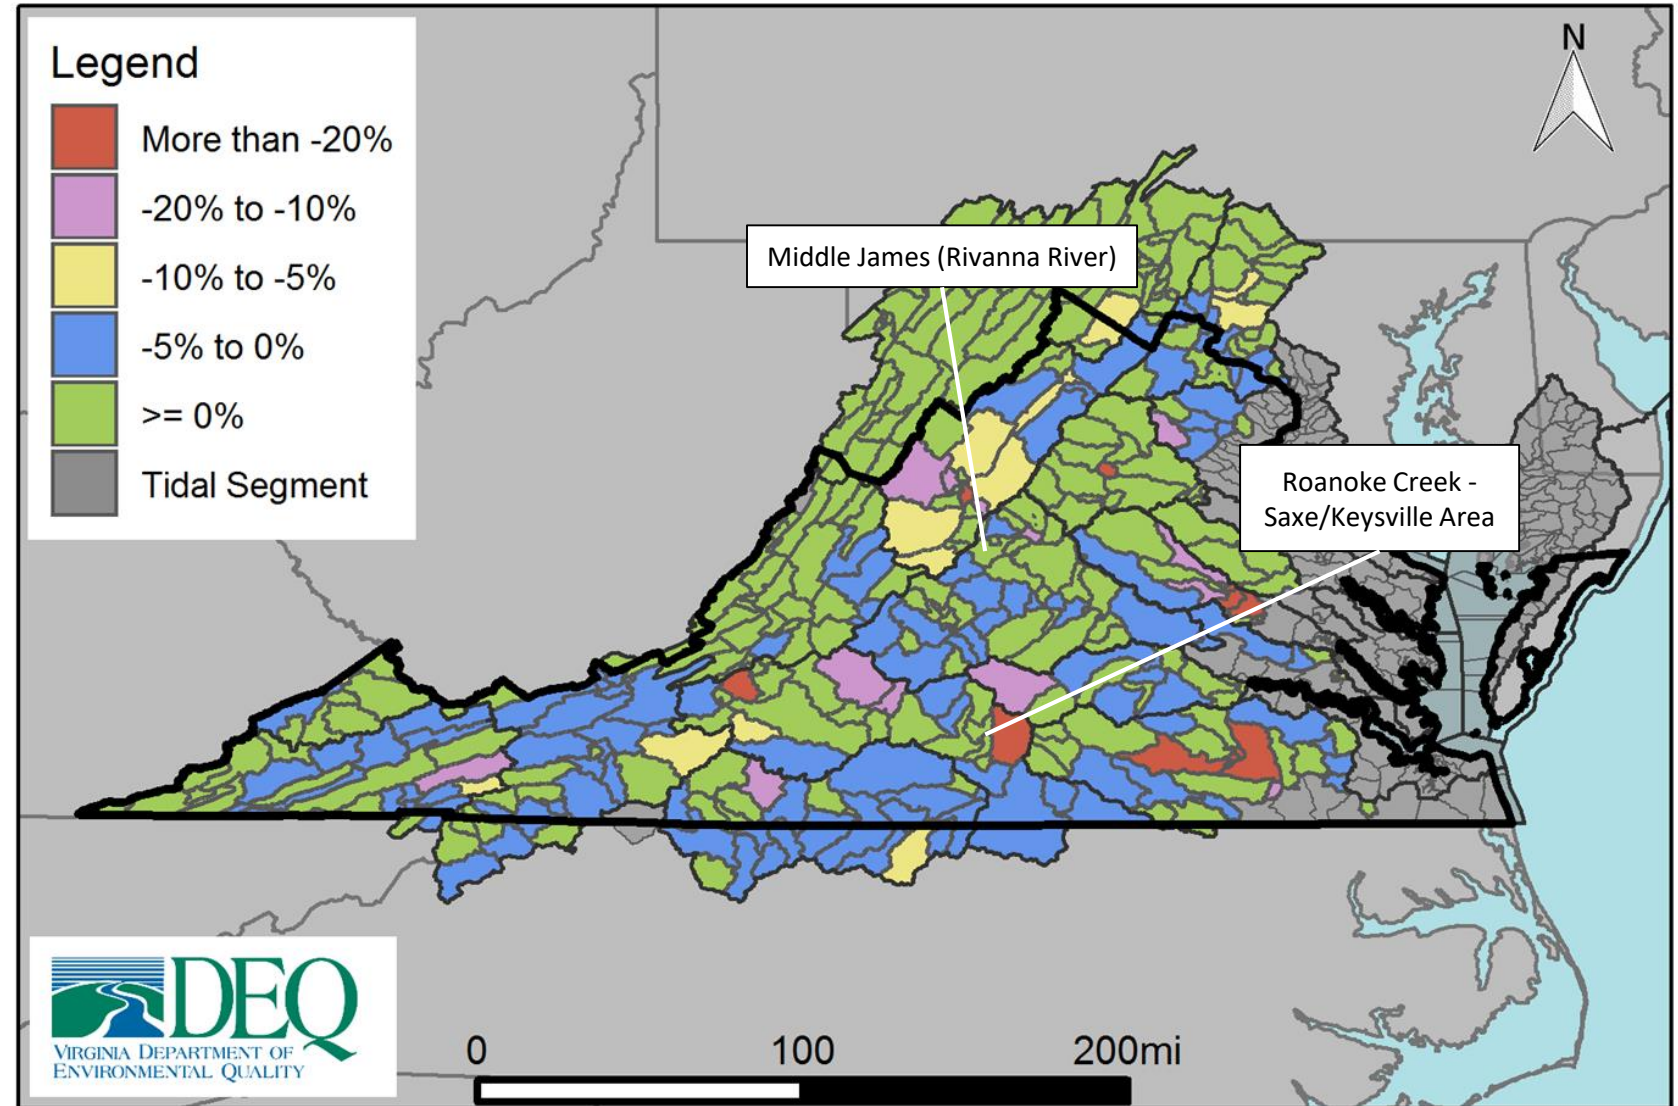 Legend
More than -20%
-20% to -10%
-10% to -5%
-5% to 0%
>= 0%
Tidal Segment
N
Middle James (Rivanna River)
Roanoke Creek -
Saxe/Keysville Area
DEQ
VIRGINIA DEPARTMENT OF
ENVIRONMENTAL QUALITY
0 100 200mi